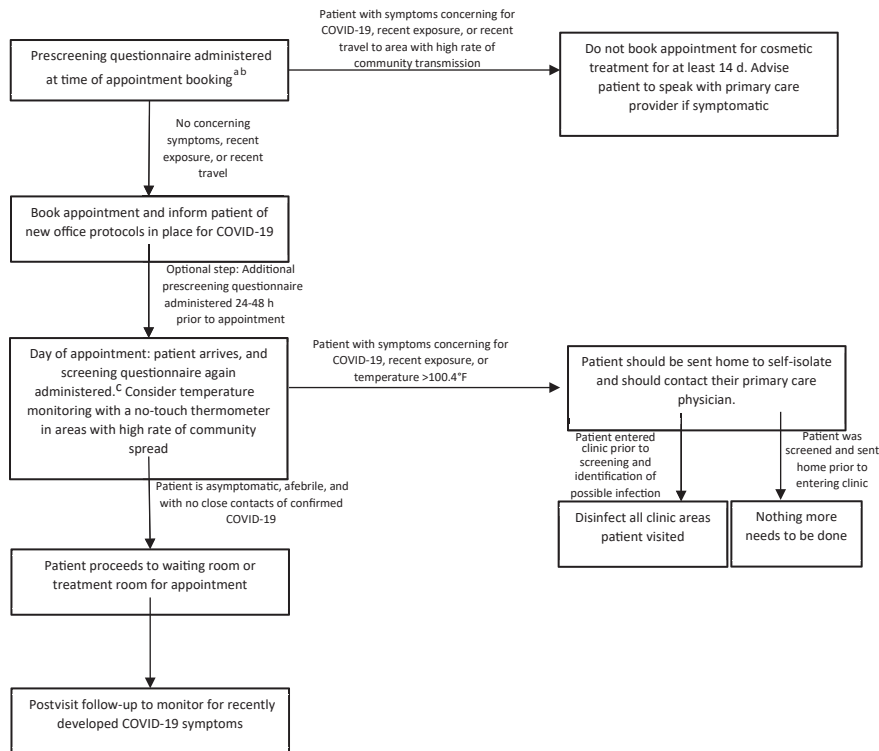 Patient with symptoms concerning for
COVID-19, recent exposure, or recent
travel to area with high rate of
community transmission
Prescreening questionnaire administered
at time of appointment booking a b
Do not book appointment for cosmetic
treatment for at least 14 d. Advise
patient to speak with primary care
provider if symptomatic
No concerning
symptoms, recent
exposure, or recent
travel
Book appointment and inform patient of
new office protocols in place for COVID-19
Optional step: Additional
prescreening questionnaire
administered 24-48 h
prior to appointment
Day of appointment: patient arrives, and
screening questionnaire again
administered.c Consider temperature
monitoring with a no-touch thermometer
in areas with high rate of community
spread
Patient with symptoms concerning for
COVID-19, recent exposure, or
temperature >100.4°F
Patient should be sent home to self-isolate
and should contact their primary care
physician.
Patient entered
clinic prior to
screening and
identification of
possible infection
Patient was
screened and sent
home prior to
entering clinic
Disinfect all clinic areas
patient visited
Nothing more
needs to be done
Patient is asymptomatic, afebrile, and
with no close contacts of confirmed
COVID-19
Patient proceeds to waiting room or
treatment room for appointment
Postvisit follow-up to monitor for recently
developed COVID-19 symptoms